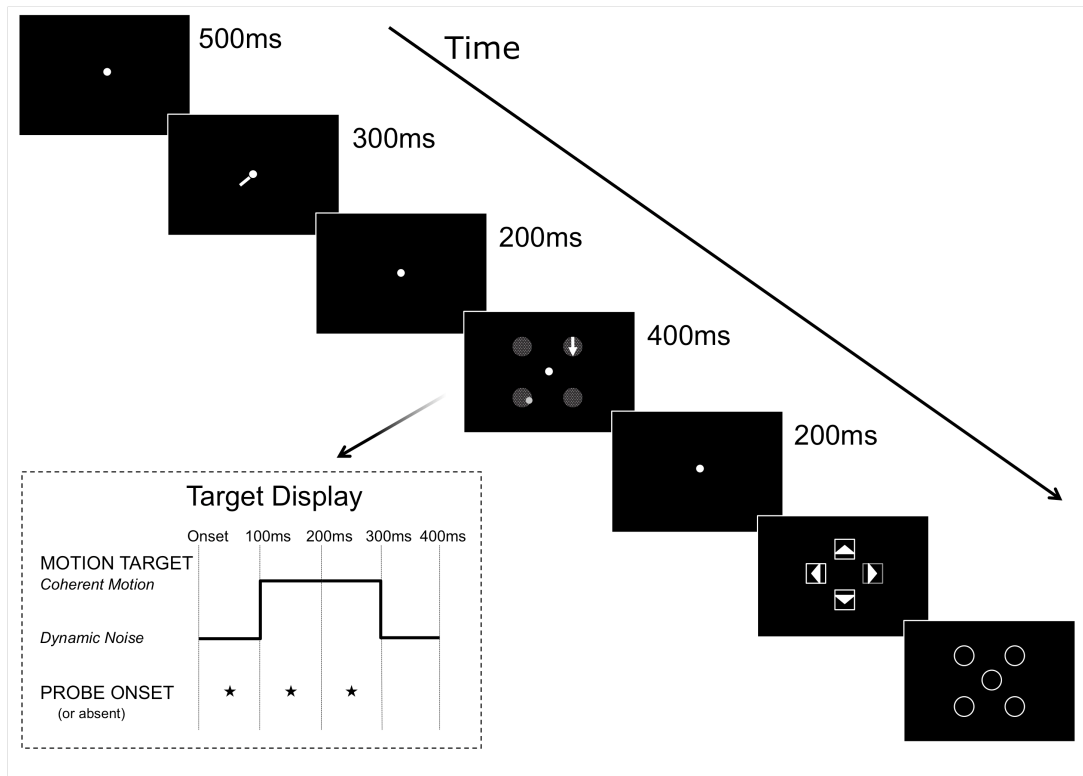 500ms
Time
300ms
200ms
400ms
200ms
Target Display
Onset 100ms 200ms 300ms 400ms
MOTION TARGET
Coherent Motion
Dynamic Noise
PROBE ONSET
(or absent)